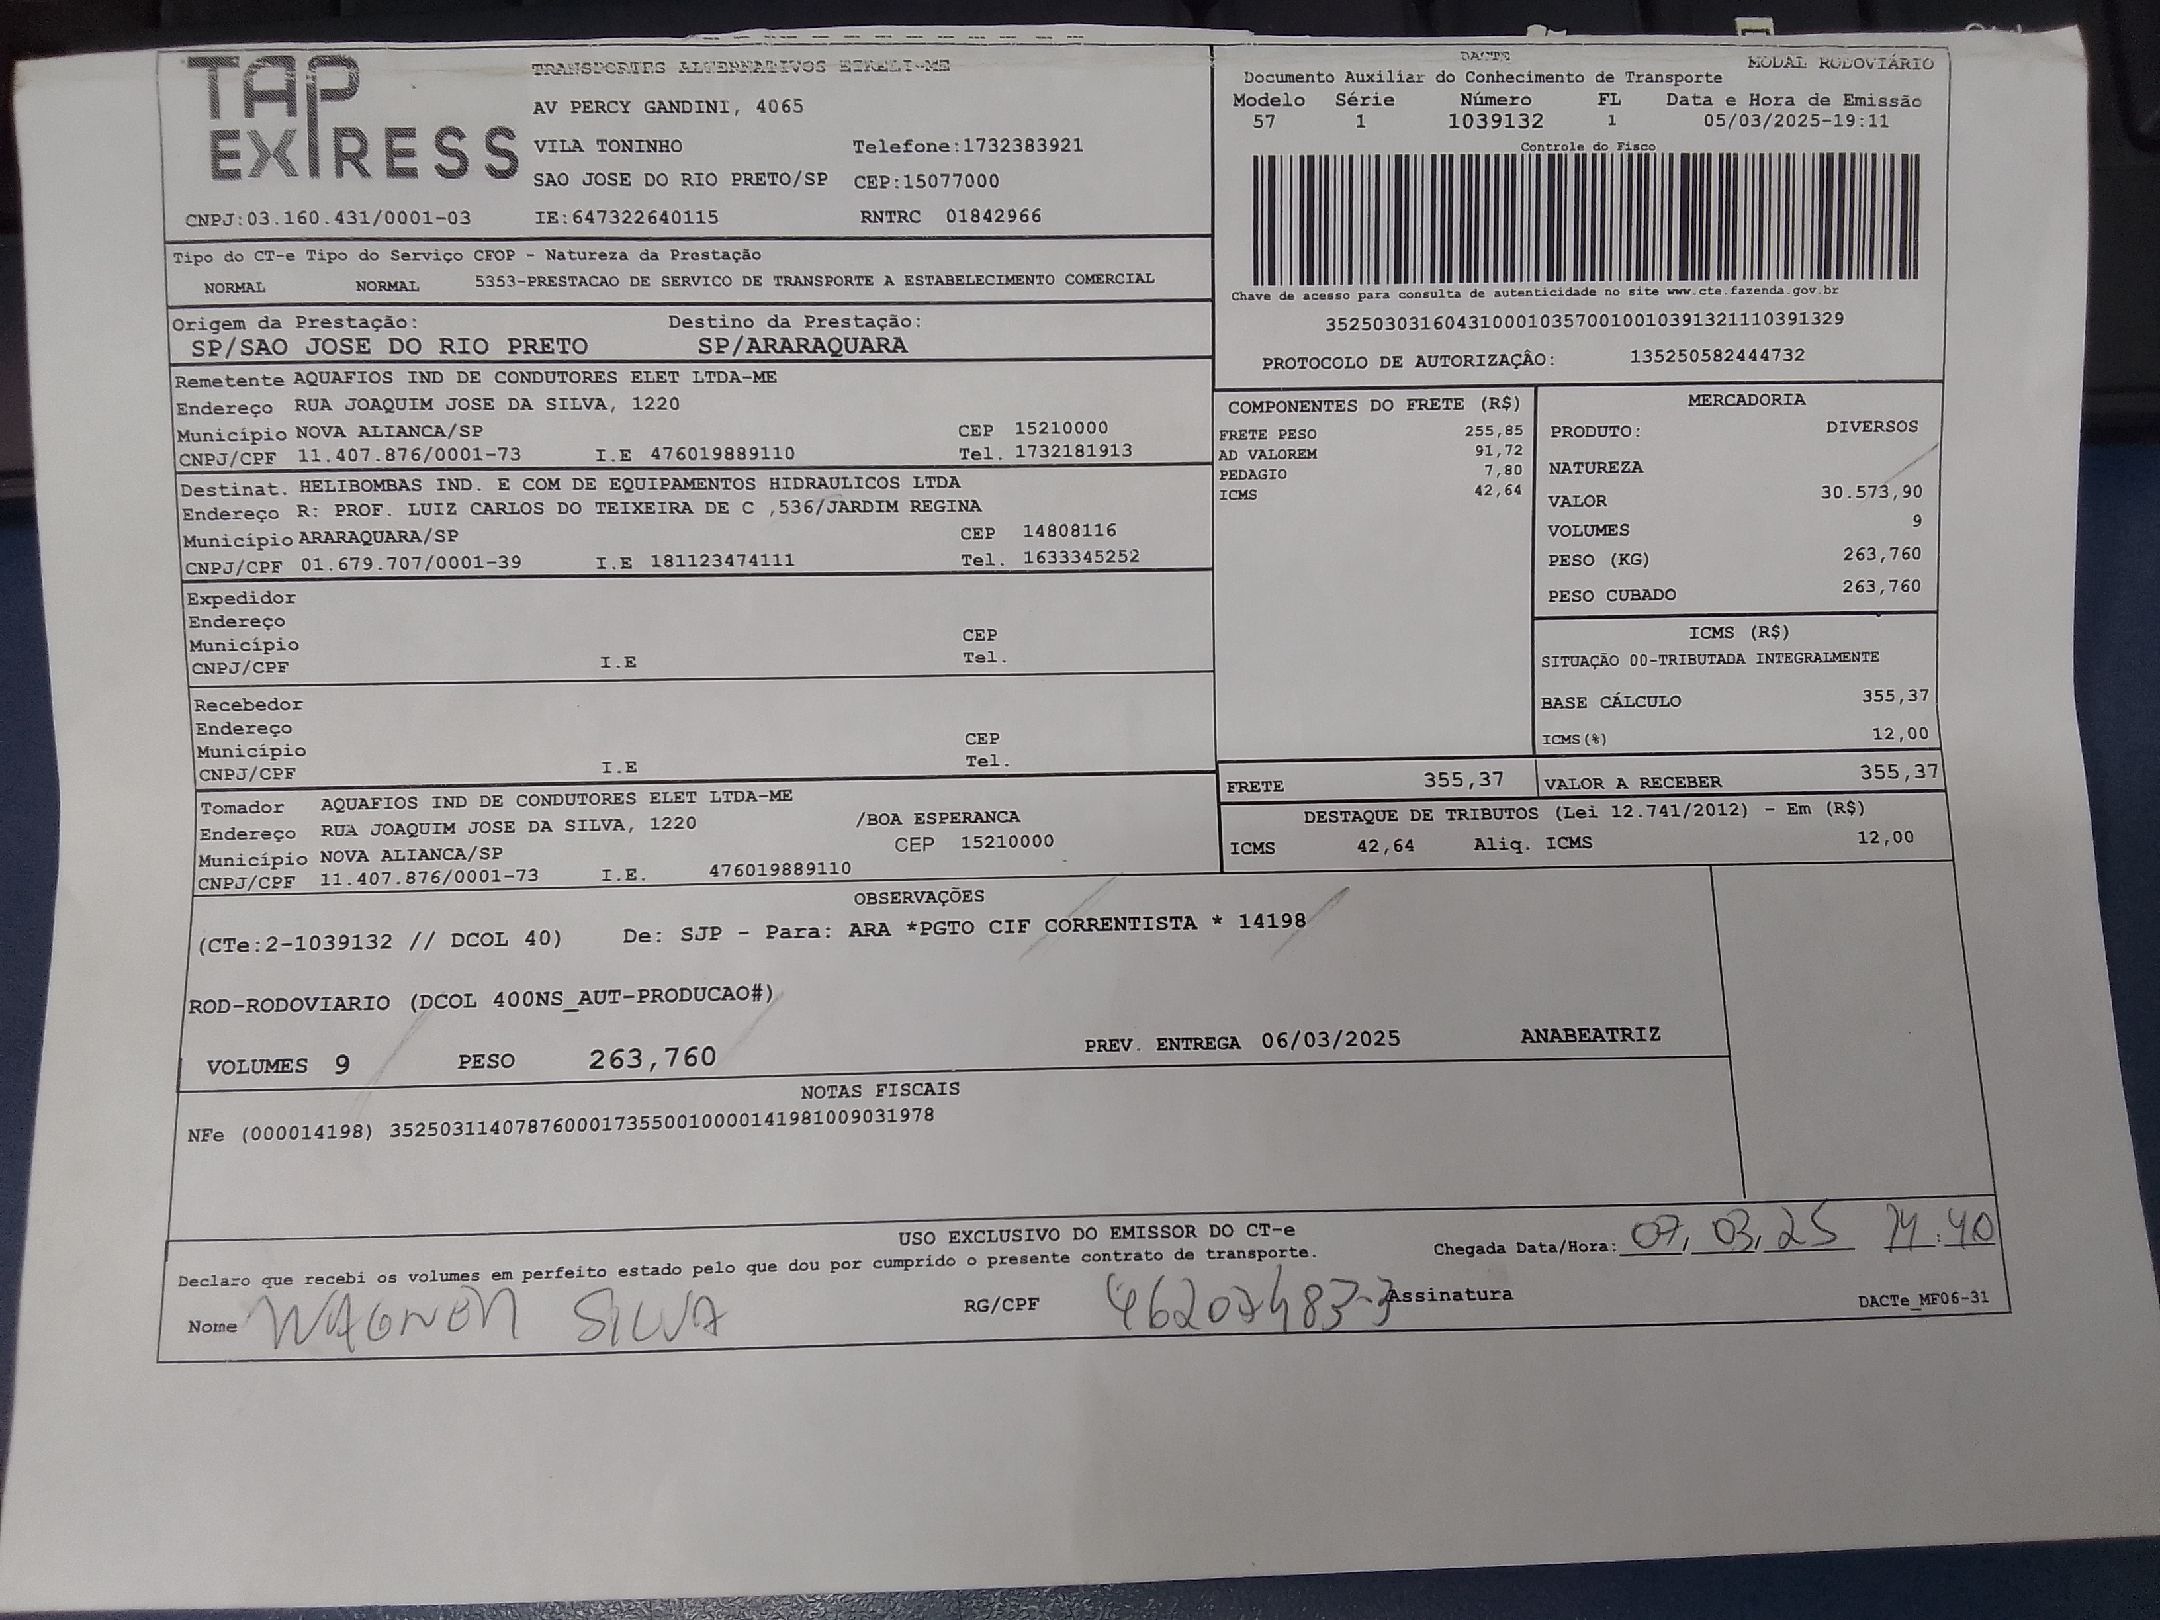 TAP EXPRESS
TRANSPORTES ALTERNATIVOS EIRELI-ME
AV PERCY GANDINI, 4065
VILA TONINHO Telefone:1732383921
SAO JOSE DO RIO PRETO/SP CEP:15077000
CNPJ:03.160.431/0001-03 IE:647322640115 RNTRC 01842966
DACTE MODAL RODOVIÁRIO
Documento Auxiliar do Conhecimento de Transporte
Modelo Série Número FL Data e Hora de Emissão
57 1 1039132 1 05/03/2025-19:11
Controle do Fisco
Chave de acesso para consulta de autenticidade no site www.cte.fazenda.gov.br
35250303160431000103570010010391321110391329
PROTOCOLO DE AUTORIZAÇÂO: 135250582444732
Tipo do CT-e Tipo do Serviço CFOP - Natureza da Prestação
NORMAL NORMAL 5353-PRESTACAO DE SERVICO DE TRANSPORTE A ESTABELECIMENTO COMERCIAL
Origem da Prestação: Destino da Prestação:
SP/SAO JOSE DO RIO PRETO SP/ARARAQUARA
Remetente AQUAFIOS IND DE CONDUTORES ELET LTDA-ME
Endereço RUA JOAQUIM JOSE DA SILVA, 1220
Município NOVA ALIANCA/SP CEP 15210000
CNPJ/CPF 11.407.876/0001-73 I.E 476019889110 Tel. 1732181913
Destinat. HELIBOMBAS IND. E COM DE EQUIPAMENTOS HIDRAULICOS LTDA
Endereço R: PROF. LUIZ CARLOS DO TEIXEIRA DE C ,536/JARDIM REGINA
Município ARARAQUARA/SP CEP 14808116
CNPJ/CPF 01.679.707/0001-39 I.E 181123474111 Tel. 1633345252
Expedidor
Endereço
Município CEP
CNPJ/CPF I.E Tel.
Recebedor
Endereço
Município CEP
CNPJ/CPF I.E Tel.
Tomador AQUAFIOS IND DE CONDUTORES ELET LTDA-ME
Endereço RUA JOAQUIM JOSE DA SILVA, 1220 /BOA ESPERANCA
Município NOVA ALIANCA/SP CEP 15210000
CNPJ/CPF 11.407.876/0001-73 I.E. 476019889110
COMPONENTES DO FRETE (R$)
FRETE PESO 255,85
AD VALOREM 91,72
PEDAGIO 7,80
ICMS 42,64
MERCADORIA
PRODUTO: DIVERSOS
NATUREZA
VALOR 30.573,90
VOLUMES 9
PESO (KG) 263,760
PESO CUBADO 263,760
ICMS (R$)
SITUAÇÃO 00-TRIBUTADA INTEGRALMENTE
BASE CÁLCULO 355,37
ICMS(%) 12,00
FRETE 355,37 VALOR A RECEBER 355,37
DESTAQUE DE TRIBUTOS (Lei 12.741/2012) - Em (R$)
ICMS 42,64 Aliq. ICMS 12,00
OBSERVAÇÕES
(CTe:2-1039132 // DCOL 40) De: SJP - Para: ARA *PGTO CIF CORRENTISTA * 14198
ROD-RODOVIARIO (DCOL 400NS_AUT-PRODUCAO#)
VOLUMES 9 PESO 263,760 PREV. ENTREGA 06/03/2025 ANABEATRIZ
NOTAS FISCAIS
NFe (000014198) 35250311407876000173550010000141981009031978
USO EXCLUSIVO DO EMISSOR DO CT-e
Declaro que recebi os volumes em perfeito estado pelo que dou por cumprido o presente contrato de transporte. Chegada Data/Hora: 07, 03, 25 14:40
Nome WAGNER SILVA RG/CPF 46207483-3 Assinatura DACTe_MF06-31